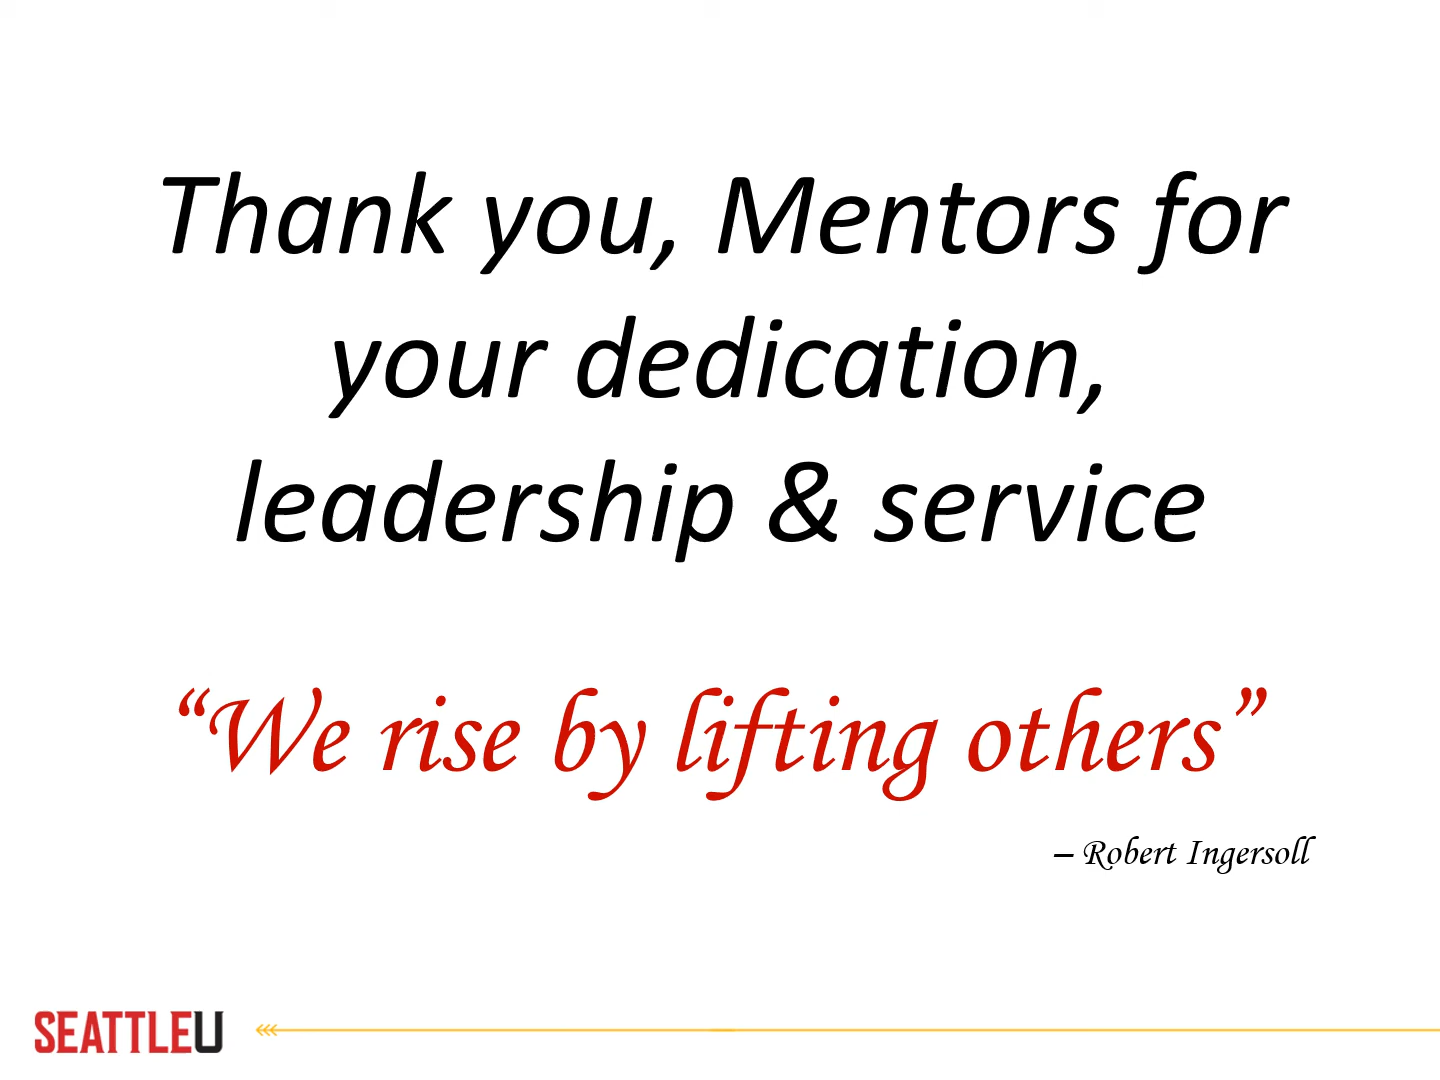 Thank you, Mentors for
your dedication,
leadership & service
“We rise by lifting others”
– Robert Ingersoll
SEATTLEU